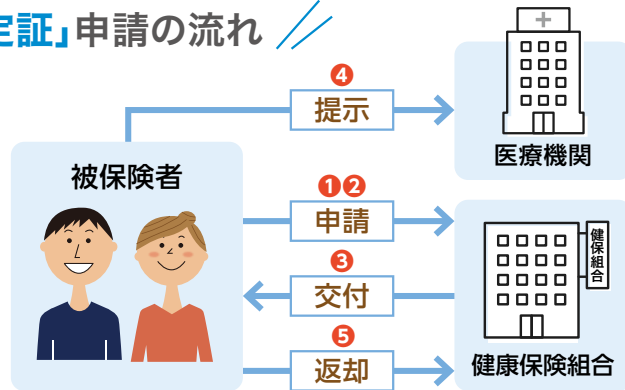 定証」申請の流れ
❹
提示
医療機関
被保険者
❶❷
申請
❸
交付
❺
返却
健保組合
健康保険組合